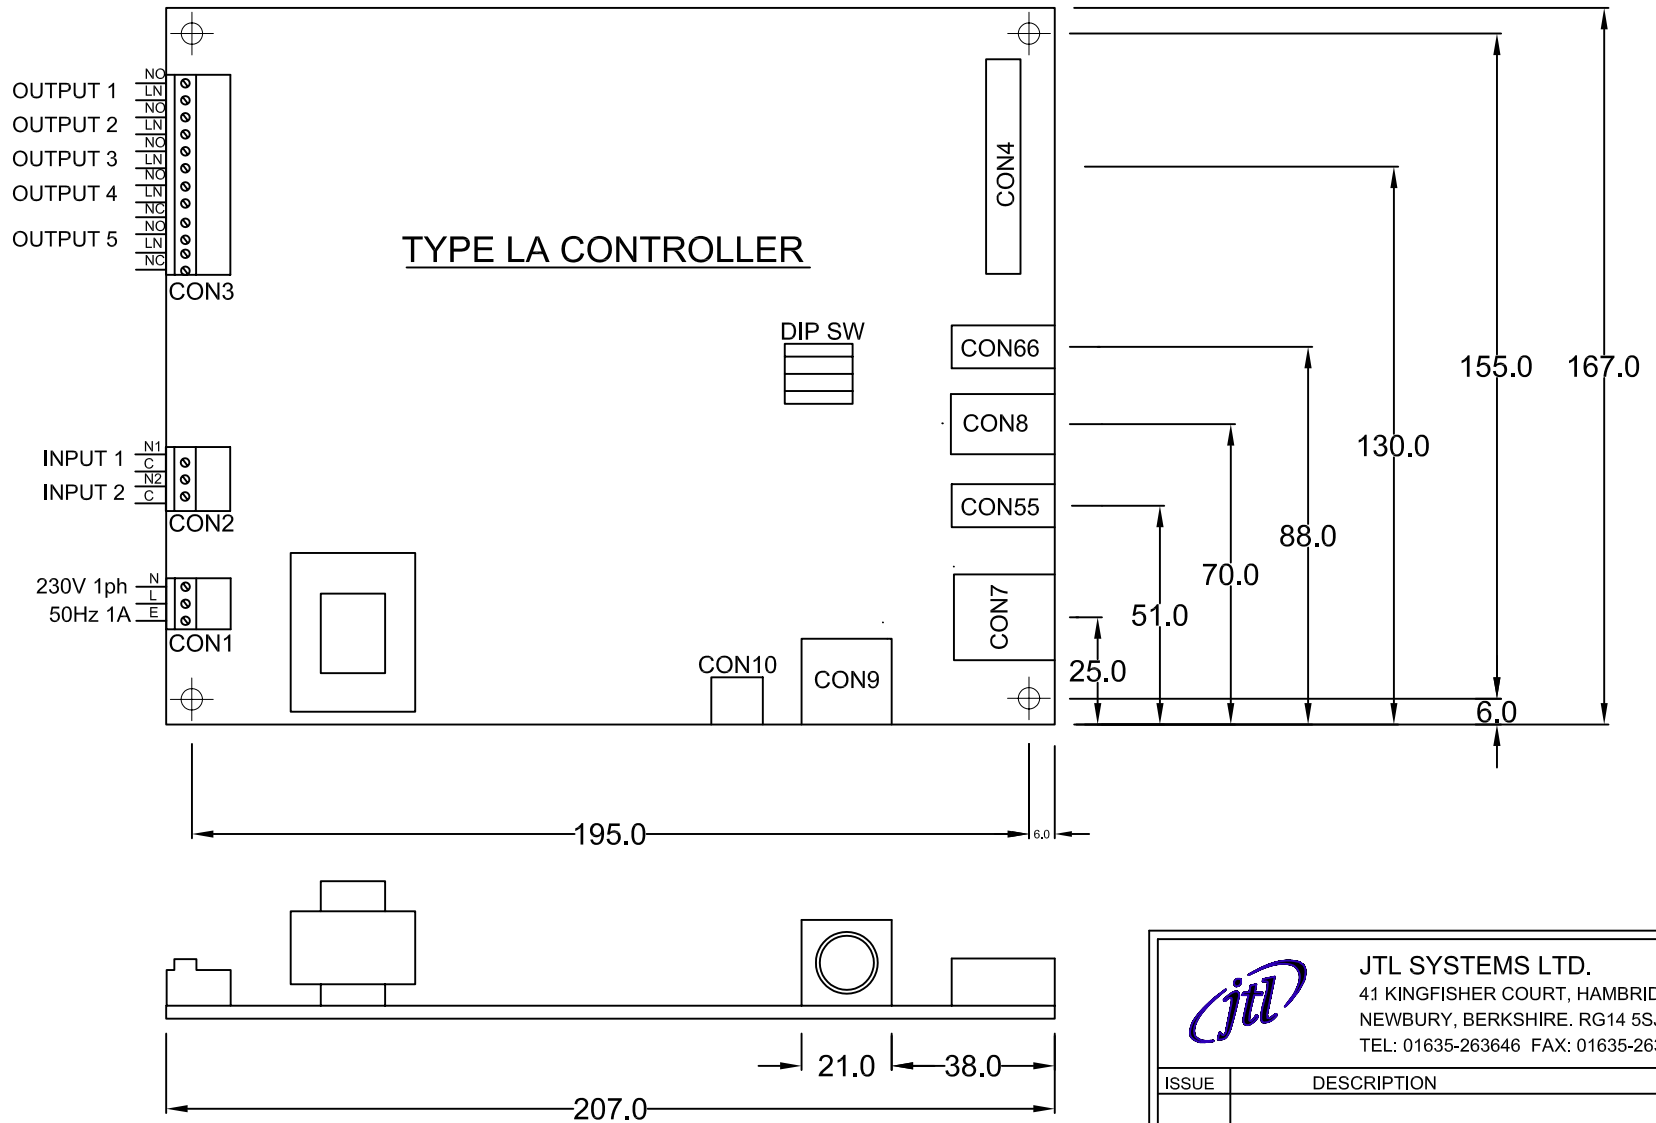 NO
OUTPUT 1
LN
NO
OUTPUT 2
LN
NO
OUTPUT 3
LN
NO
OUTPUT 4
LN
NC
NO
OUTPUT 5
LN
NC
CON3
TYPE LA CONTROLLER
CON4
DIP SW
CON66
CON8
CON55
CON7
INPUT 1
N1
C
INPUT 2
N2
C
CON2
230V 1ph
N
L
50Hz 1A
E
CON1
CON10
CON9
155.0
167.0
130.0
88.0
70.0
51.0
25.0
6.0
195.0
6.0
21.0
38.0
207.0
jtl
JTL SYSTEMS LTD.
41 KINGFISHER COURT, HAMBRID
NEWBURY, BERKSHIRE. RG14 5SJ
TEL: 01635-263646 FAX: 01635-263
ISSUE
DESCRIPTION